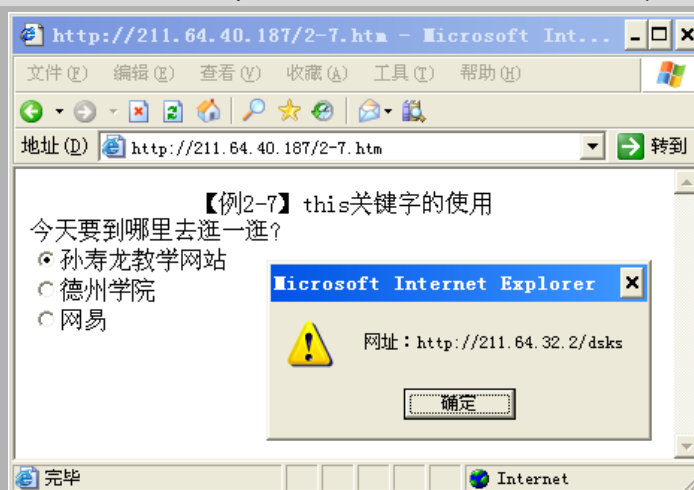 http://211.64.40.187/2-7.htm - Microsoft Int...
文件(F) 编辑(E) 查看(V) 收藏(A) 工具(T) 帮助(H)
地址(D) http://211.64.40.187/2-7.htm 转到
【例2-7】this关键字的使用
今天要到哪里去逛一逛?
孙寿龙教学网站
德州学院
网易
Microsoft Internet Explorer
网址:http://211.64.32.2/dsks
确定
完毕 Internet